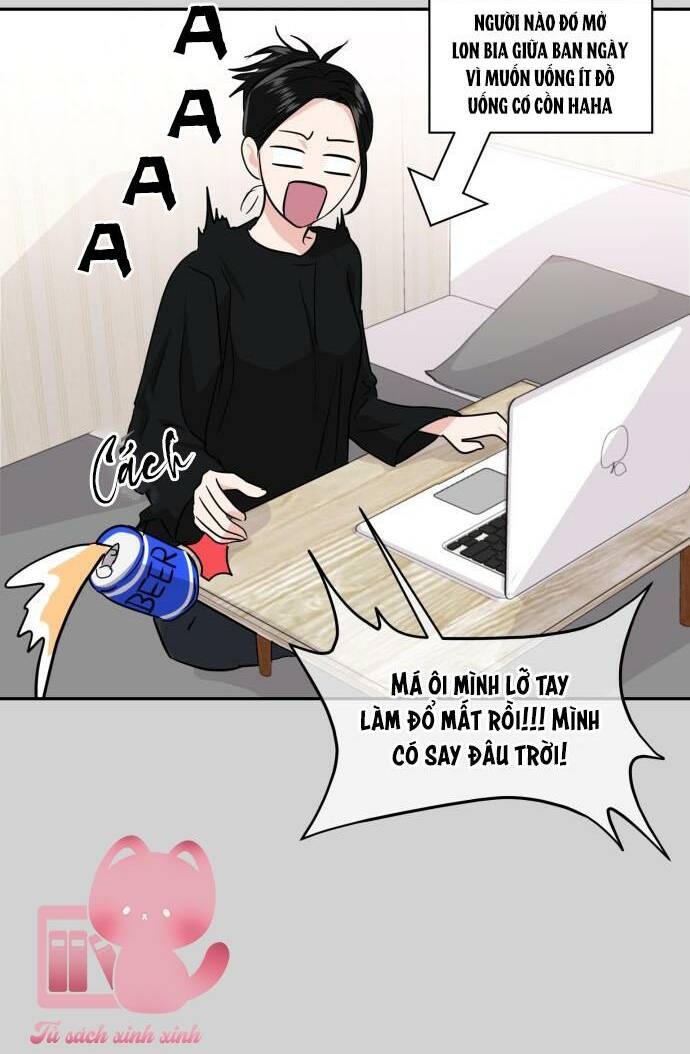 NGƯỜI NÀO ĐÓ MỞ
LON BIA GIỮA BAN NGÀY
VÌ MUỐN UỐNG ÍT ĐỒ
UỐNG CÓ CỒN HAHA
A
A
A
A
Cách
BEER
MÁ ÔI MÌNH LỠ TAY
LÀM ĐỔ MẤT RỒI!!! MÌNH
CÓ SAY ĐÂU TRỜI!
Tủ sách xinh xinh